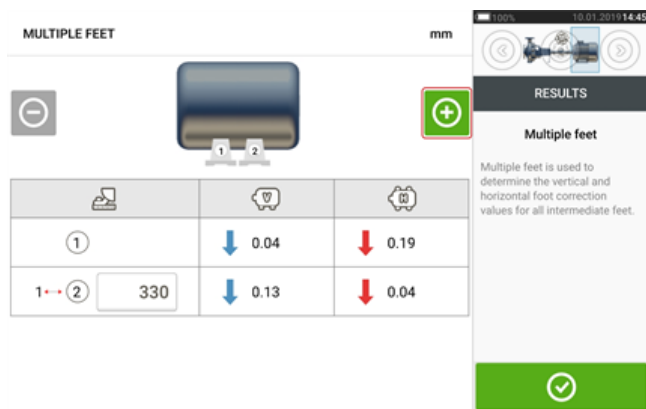 100% 10.01.2019 14:45
MULTIPLE FEET mm
RESULTS
Multiple feet
Multiple feet is used to
determine the vertical and
horizontal foot correction
values for all intermediate feet.
1 2
V H
1 0.04 0.19
1 2 330 0.13 0.04